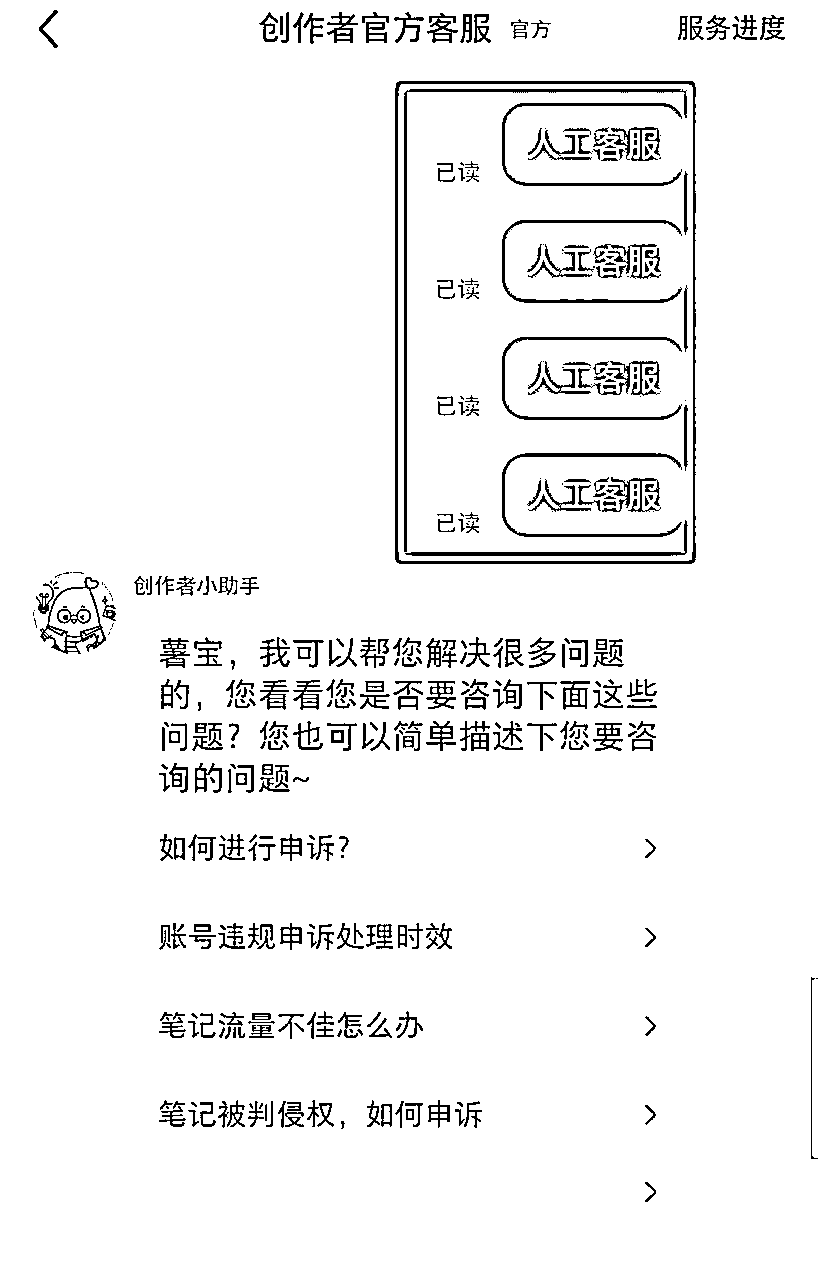 创作者官方客服 官方 服务进度
人工客服
已读
人工客服
已读
人工客服
已读
人工客服
已读
创作者小助手
薯宝，我可以帮您解决很多问题
的，您看看您是否要咨询下面这些
问题？您也可以简单描述下您要咨
询的问题~
如何进行申诉?
账号违规申诉处理时效
笔记流量不佳怎么办
笔记被判侵权，如何申诉